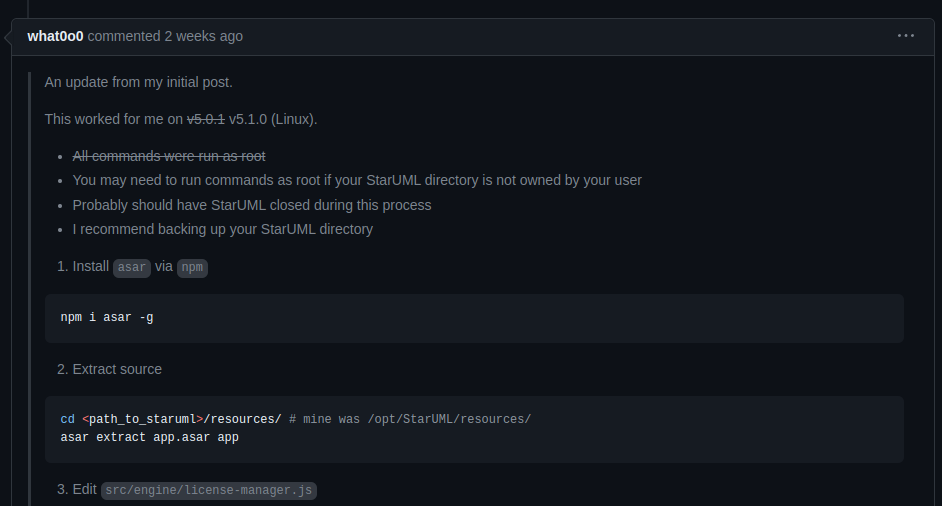 what0o0 commented 2 weeks ago
An update from my initial post.
This worked for me on v5.0.1 v5.1.0 (Linux).
All commands were run as root
You may need to run commands as root if your StarUML directory is not owned by your user
Probably should have StarUML closed during this process
I recommend backing up your StarUML directory
1. Install asar via npm
npm i asar -g
2. Extract source
cd <path_to_staruml>/resources/ # mine was /opt/StarUML/resources/
asar extract app.asar app
3. Edit src/engine/license-manager.js